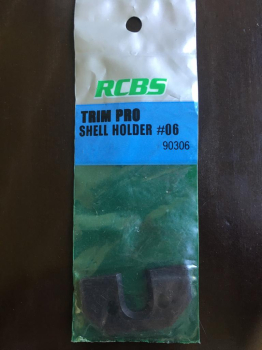 RCBS
TRIM PRO
SHELL HOLDER #06
90306